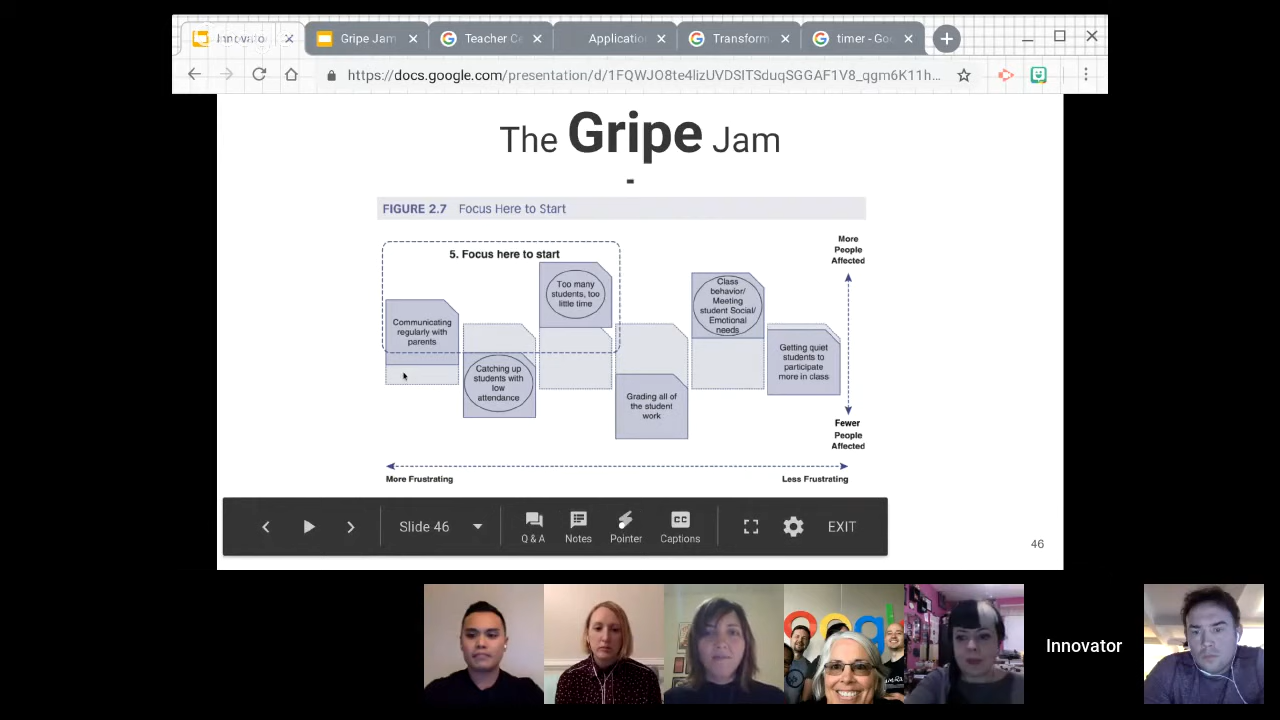 Innovator
Gripe Jam
Teacher Ce
Applicatio
Transform
timer - Goo
https://docs.google.com/presentation/d/1FQWJO8te4lizUVDSITSduqSGGAF1V8_qgm6K11h...
The Gripe Jam
-
FIGURE 2.7 Focus Here to Start
5. Focus here to start
More
People
Affected
Too many
students, too
little time
Class
behavior/
Meeting
student Social/
Emotional
needs
Communicating
regularly with
parents
Getting quiet
students to
participate
more in class
Catching up
students with
low
attendance
Grading all of
the student
work
Fewer
People
Affected
More Frustrating
Less Frustrating
Slide 46
Q & A
Notes
Pointer
CC
Captions
EXIT
46
Innovator